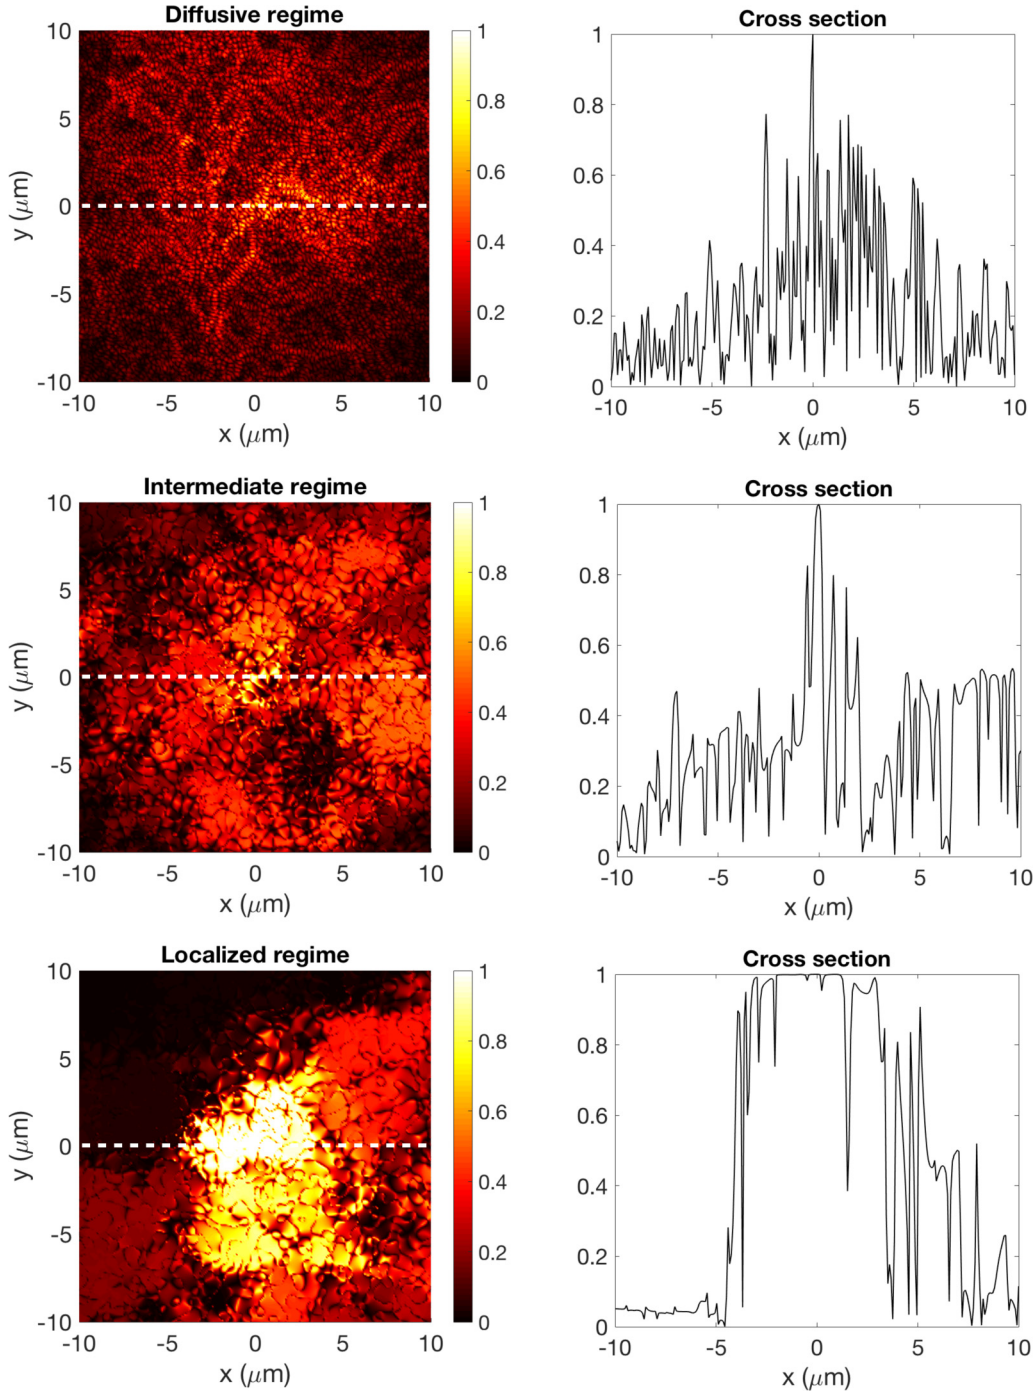 Diffusive regime
10
5
0
-5
-10
y (μm)
-10 -5 0 5 10
x (μm)
1
0.8
0.6
0.4
0.2
0
Cross section
1
0.8
0.6
0.4
0.2
0
-10 -5 0 5 10
x (μm)
Intermediate regime
10
5
0
-5
-10
y (μm)
-10 -5 0 5 10
x (μm)
1
0.8
0.6
0.4
0.2
0
Cross section
1
0.8
0.6
0.4
0.2
0
-10 -5 0 5 10
x (μm)
Localized regime
10
5
0
-5
-10
y (μm)
-10 -5 0 5 10
x (μm)
1
0.8
0.6
0.4
0.2
0
Cross section
1
0.8
0.6
0.4
0.2
0
-10 -5 0 5 10
x (μm)